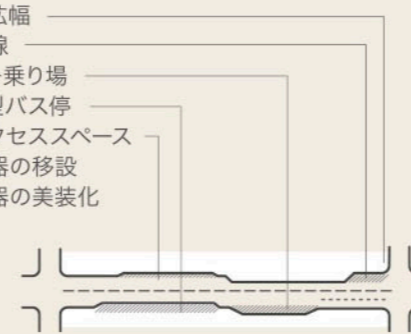 広幅
線
乗り場
型バス停
クセススペース
器の移設
器の美装化